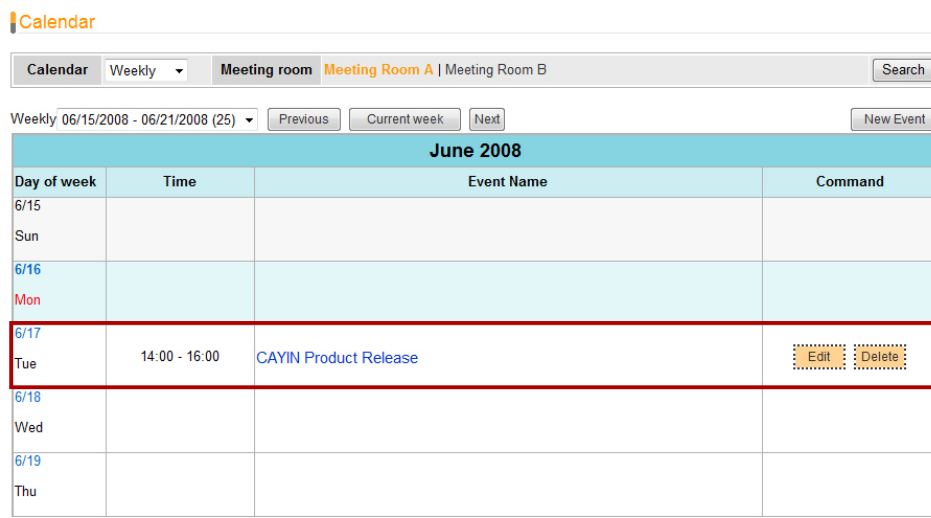 Calendar
Calendar Weekly Meeting room Meeting Room A | Meeting Room B Search
Weekly 06/15/2008 - 06/21/2008 (25) Previous Current week Next New Event
June 2008
Day of week Time Event Name Command
6/15
Sun
6/16
Mon
6/17
Tue 14:00 - 16:00 CAYIN Product Release Edit Delete
6/18
Wed
6/19
Thu